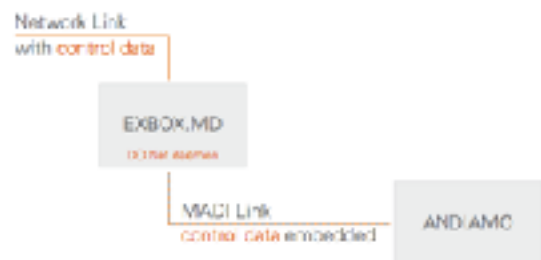 Network Link
with control data
EXBOX.MD
MADI Link
control data embedded
ANDIAMO